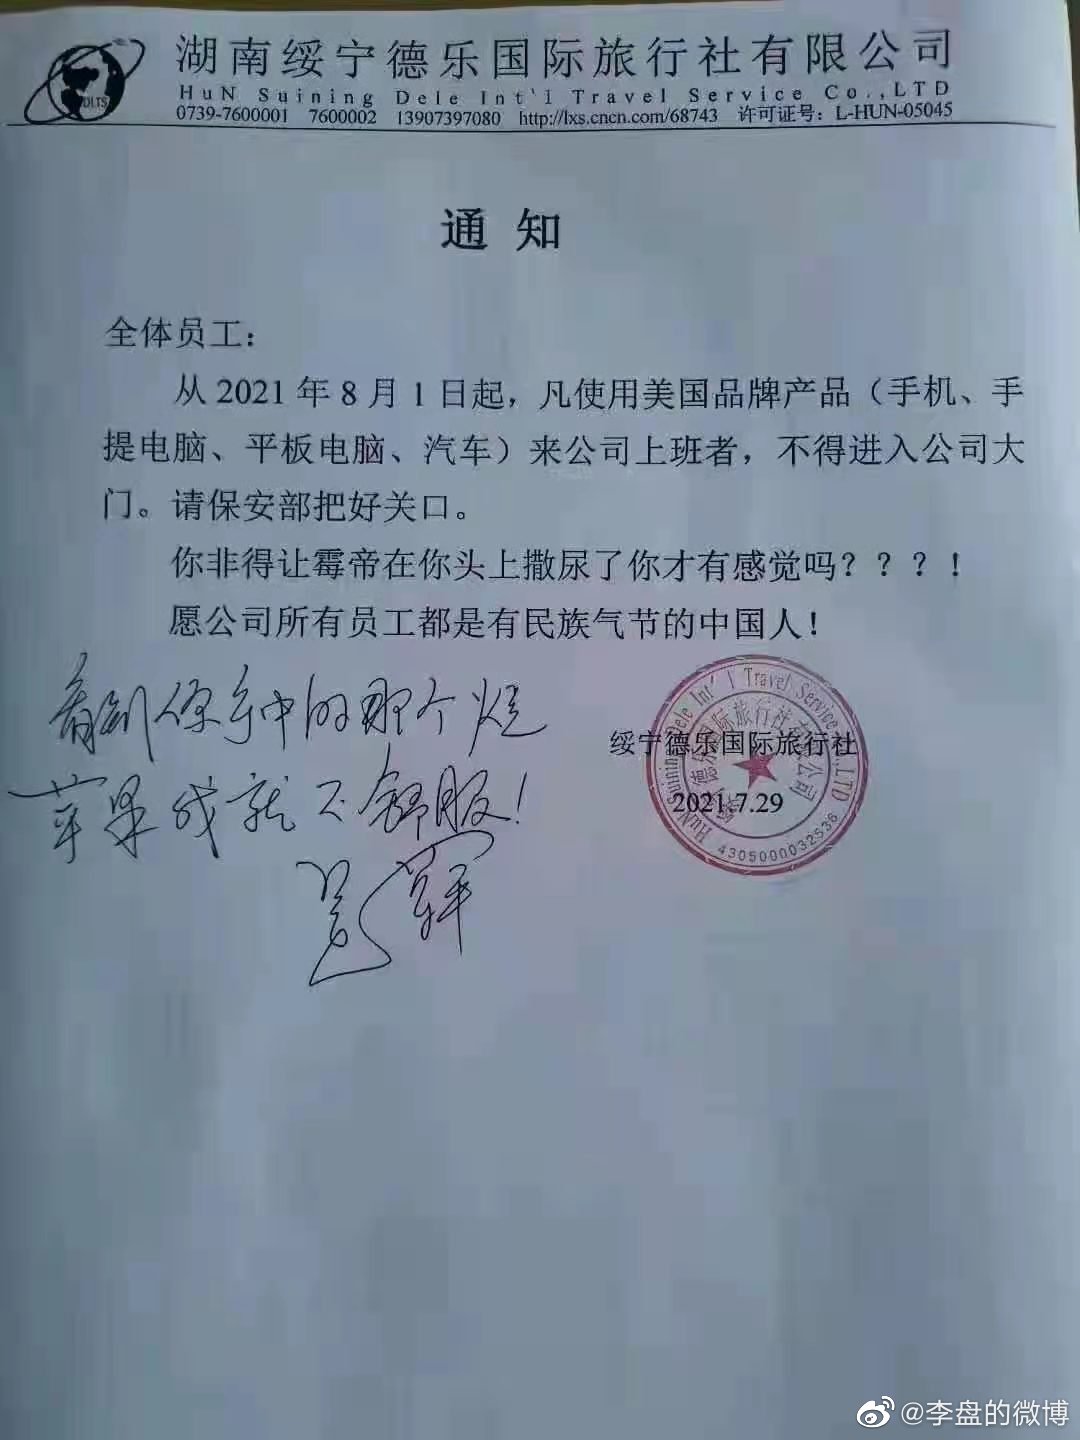 湖南绥宁德乐国际旅行社有限公司
HuN Suining Dele Int'l Travel Service Co.,LTD
0739-7600001 7600002 13907397080 http://lxs.cncn.com/68743 许可证号：L-HUN-05045
DLTS
通 知
全体员工：
从 2021 年 8 月 1 日起，凡使用美国品牌产品（手机、手
提电脑、平板电脑、汽车）来公司上班者，不得进入公司大
门。请保安部把好关口。
你非得让霉帝在你头上撒尿了你才有感觉吗？？？！
愿公司所有员工都是有民族气节的中国人！
看到你手中的那个烂
苹果我就不舒服！
绥宁德乐国际旅行社
2021.7.29
HuN Suining Dele Int'l Travel Service Co.,LTD
绥宁德乐国际旅行社有限公司
4305000032536
@李盘的微博